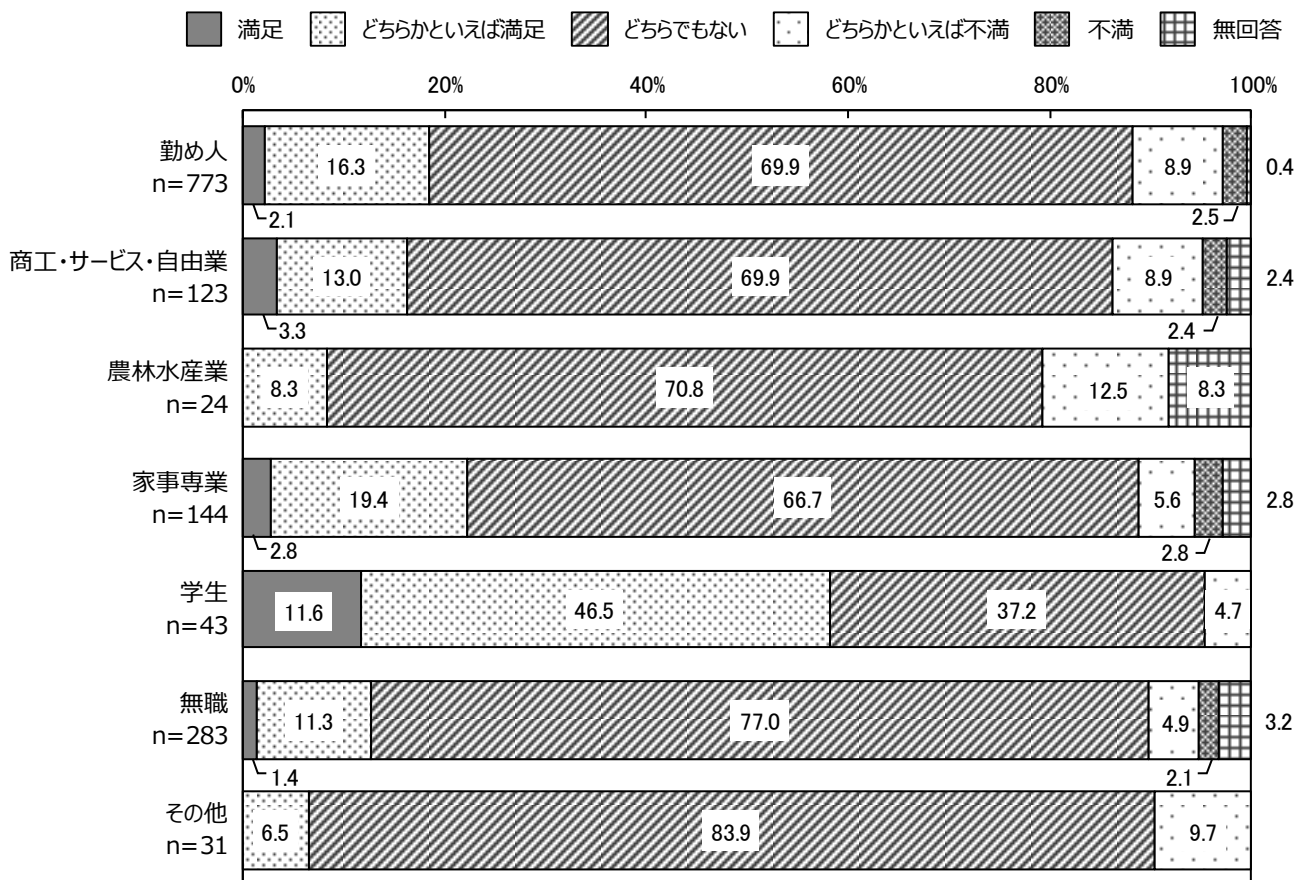 満足 どちらかといえば満足 どちらでもない どちらかといえば不満 不満 無回答
0% 20% 40% 60% 80% 100%
勤め人
n=773
16.3 69.9 8.9 0.4
2.1 2.5
商工・サービス・自由業
n=123
13.0 69.9 8.9 2.4
3.3 2.4
農林水産業
n=24
8.3 70.8 12.5 8.3
家事専業
n=144
19.4 66.7 5.6 2.8
2.8 2.8
学生
n=43
11.6 46.5 37.2 4.7
無職
n=283
11.3 77.0 4.9 3.2
1.4 2.1
その他
n=31
6.5 83.9 9.7